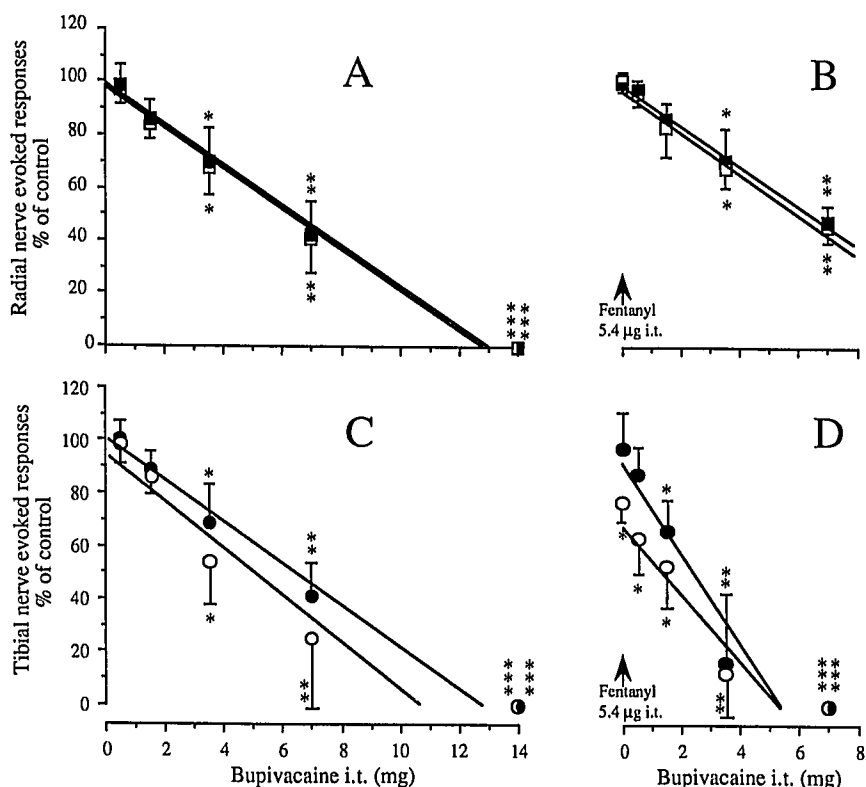 A
B
Radial nerve evoked responses
% of control
120
100
80
60
40
20
0
*
*
**
**
***
***
*
*
**
**
Fentanyl
5.4 µg i.t.
C
D
Tibial nerve evoked responses
% of control
120
100
80
60
40
20
0
*
*
**
**
***
***
*
*
*
*
**
**
***
***
Fentanyl
5.4 µg i.t.
0 2 4 6 8 10 12 14
0 2 4 6 8
Bupivacaine i.t. (mg)
Bupivacaine i.t. (mg)